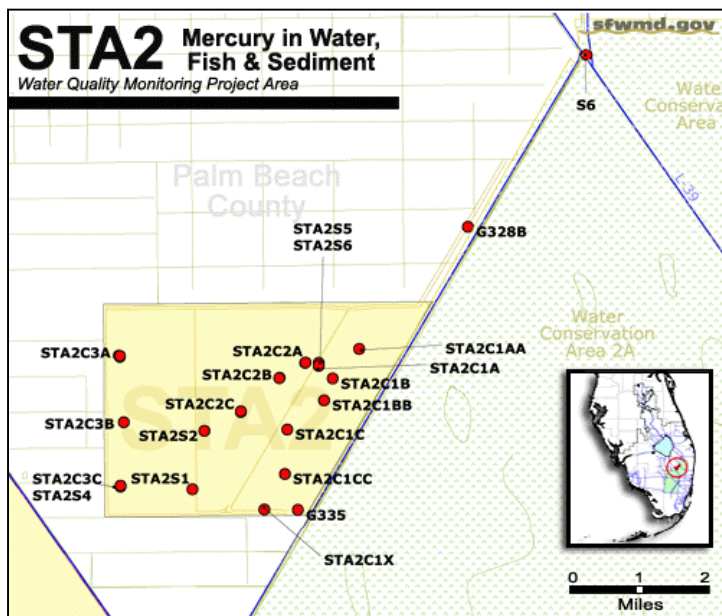 sfwmd.gov
STA2 Mercury in Water,
Fish & Sediment
Water Quality Monitoring Project Area
S6
Water
Conservation
Area
L-39
Palm Beach
County
STA2S5
STA2S6
G328B
Water
Conservation
Area 2A
STA2C3A
STA2C2A
STA2C1AA
STA2C1A
STA2C2B
STA2C1B
STA2C2C
STA2C1BB
STA2
STA2C3B
STA2S2
STA2C1C
STA2C3C
STA2S4
STA2S1
STA2C1CC
G335
STA2C1X
0 1 2
Miles